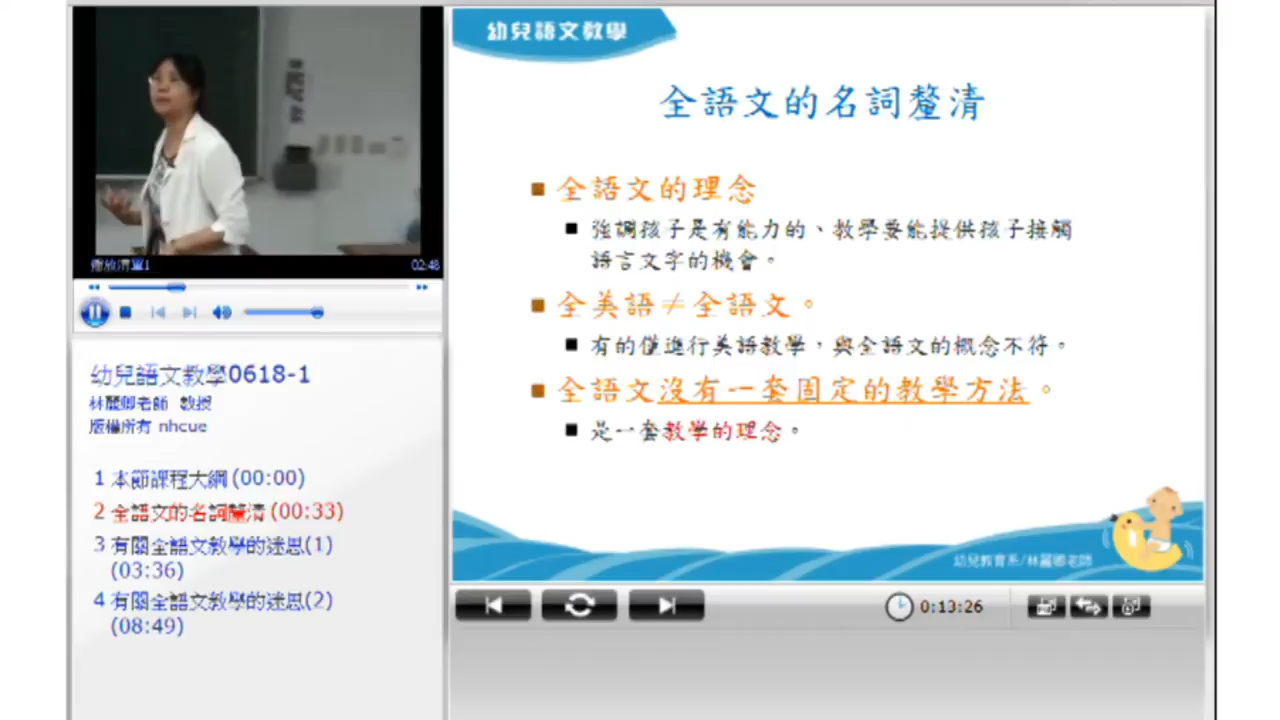 幼兒語文教學
全語文的名詞釐清
全語文的理念
強調孩子是有能力的、教學要能提供孩子接觸
語言文字的機會。
全美語≠全語文。
有的僅進行美語教學，與全語文的概念不符。
全語文沒有一套固定的教學方法。
是一套教學的理念。
幼兒教育系/林麗卿老師
播放清單1
02:48
幼兒語文教學0618-1
林麗卿老師 教授
版權所有 nhcue
1 本節課程大綱 (00:00)
2 全語文的名詞釐清 (00:33)
3 有關全語文教學的迷思(1)
(03:36)
4 有關全語文教學的迷思(2)
(08:49)
0:13:26